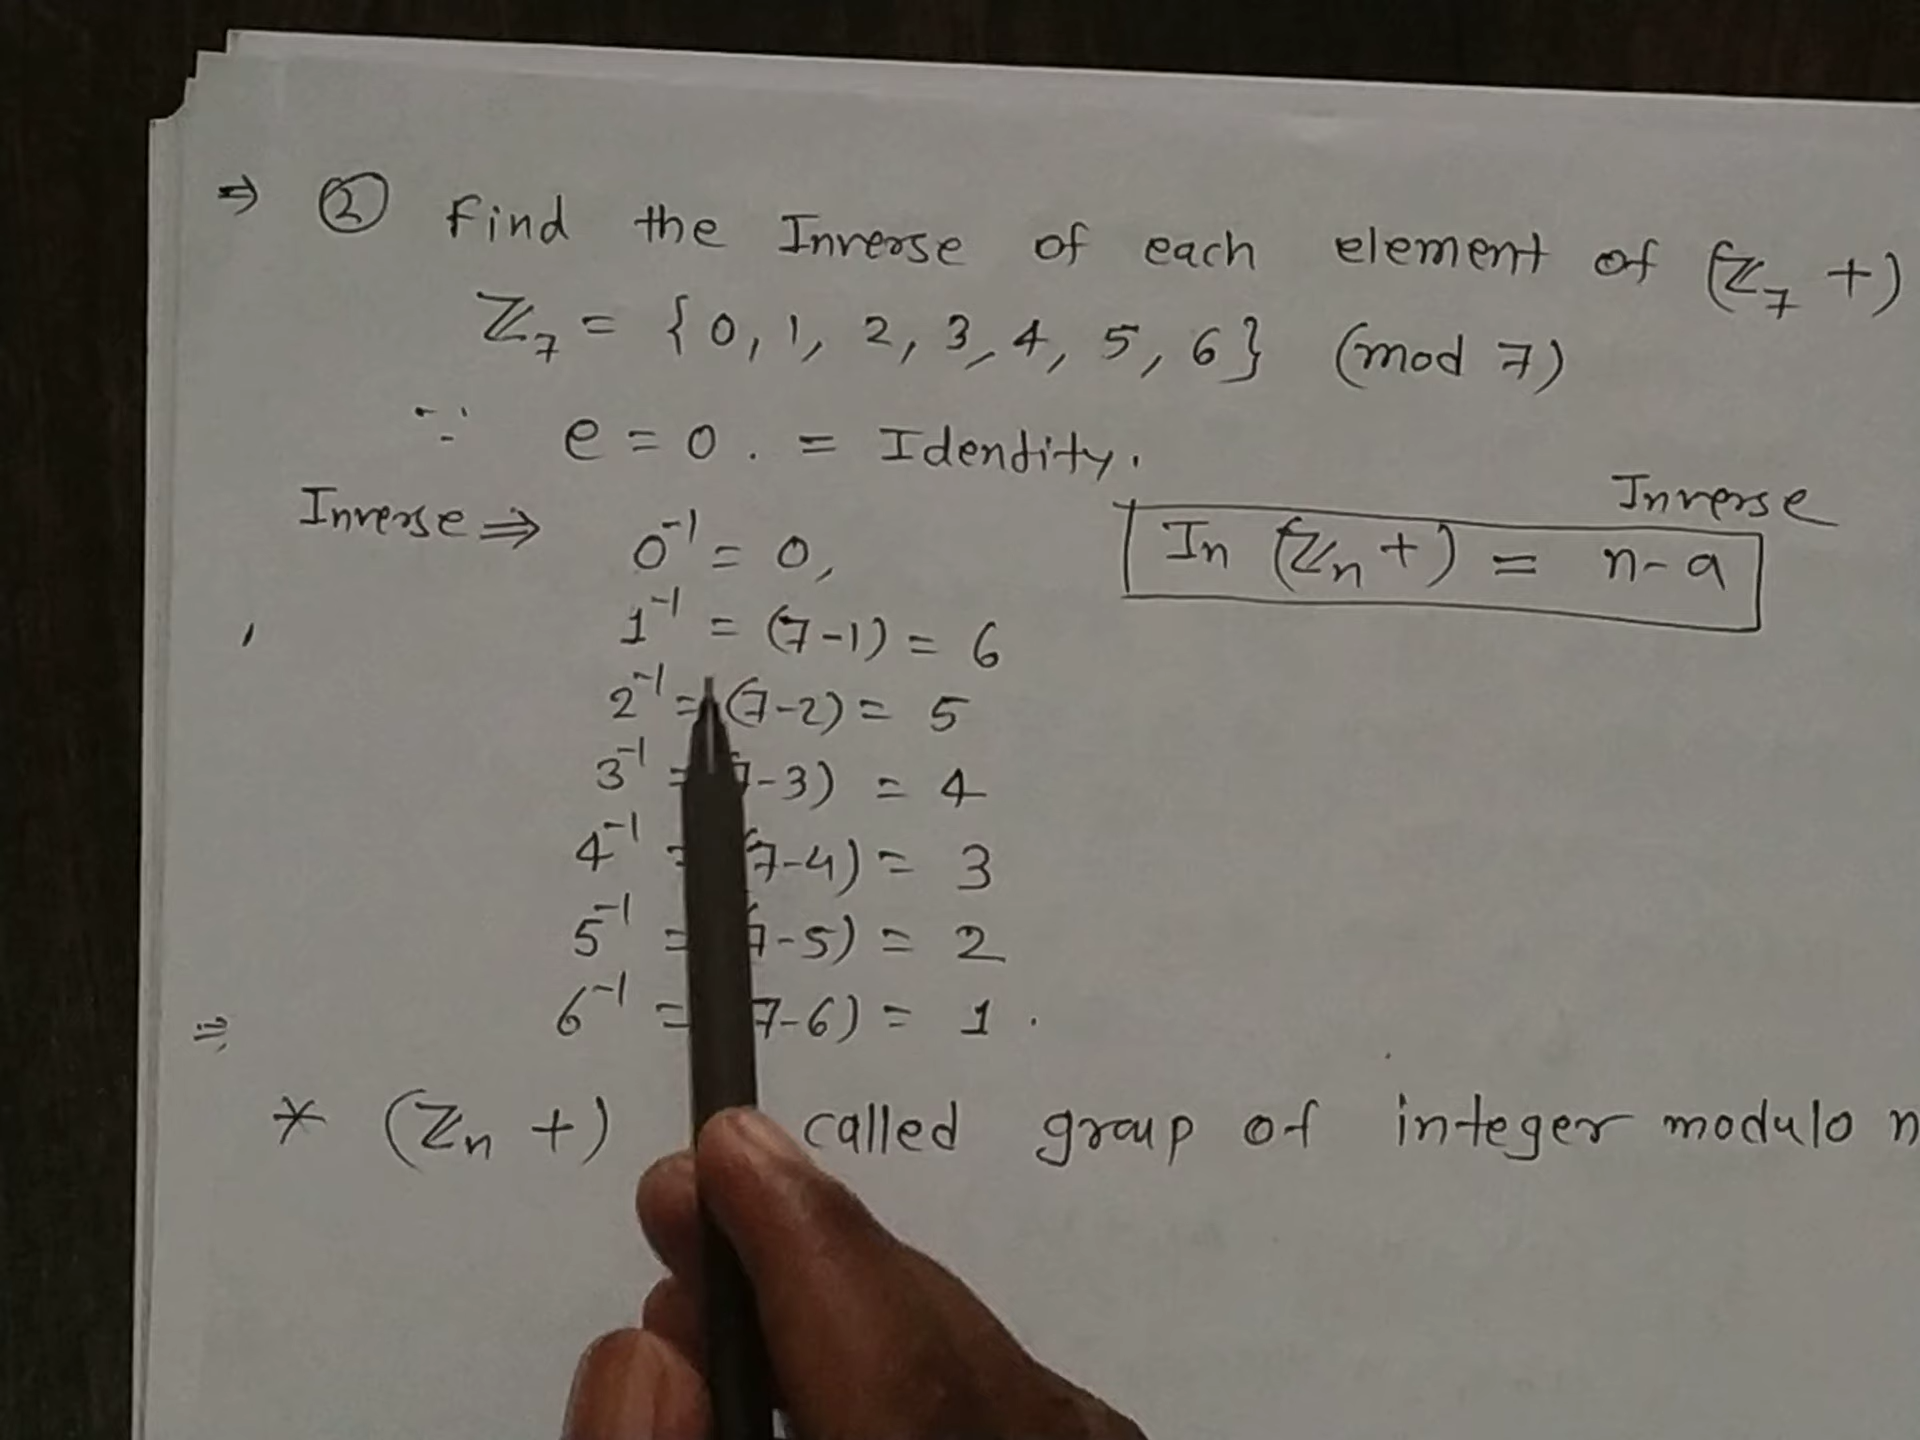 ⇒ ② Find the Inverse of each element of (ℤ₇ +)
ℤ₇ = {0, 1, 2, 3, 4, 5, 6} (mod 7)
∵ e = 0 . = Identity.
Inverse
Inverse ⇒ 0⁻¹ = 0,
In (ℤn +) = n-a
1⁻¹ = (7-1) = 6
2⁻¹ = (7-2) = 5
3⁻¹ = 7-3) = 4
4⁻¹ = (7-4) = 3
5⁻¹ = 7-5) = 2
6⁻¹ = 7-6) = 1 .
⇒
* (ℤn +) called group of integer modulo n